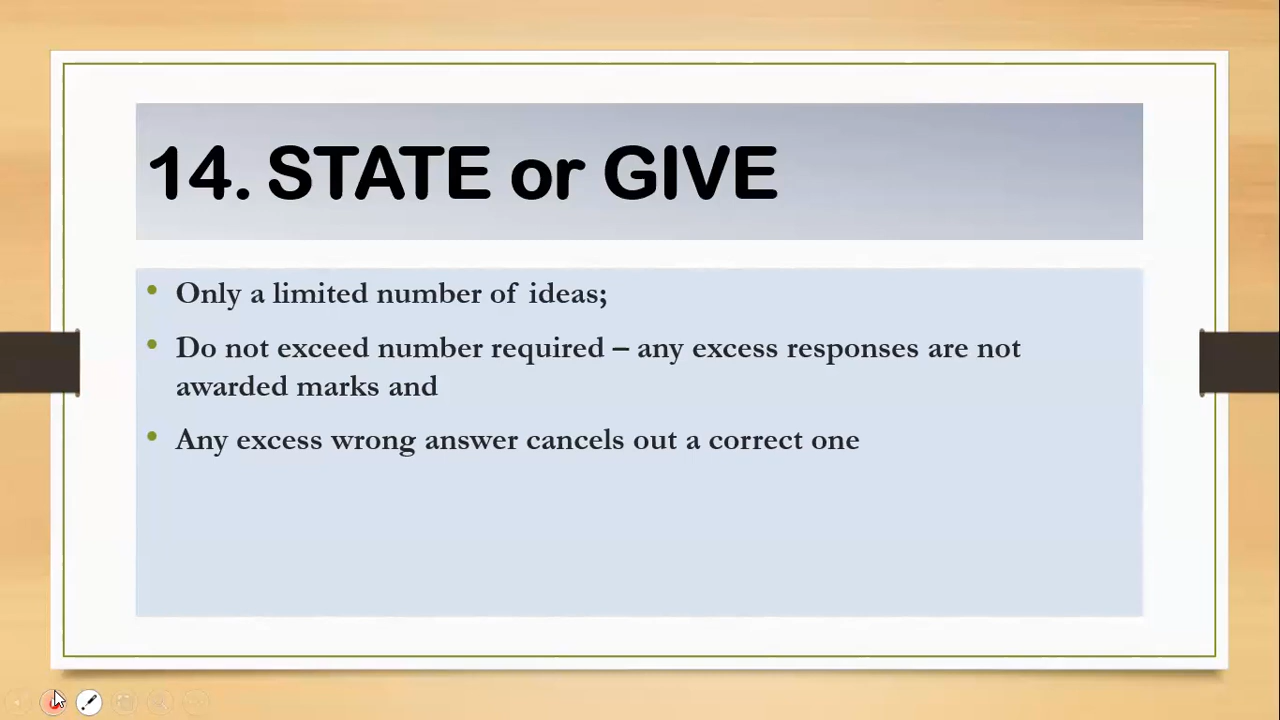 14. STATE or GIVE
• Only a limited number of ideas;
• Do not exceed number required – any excess responses are not
awarded marks and
• Any excess wrong answer cancels out a correct one